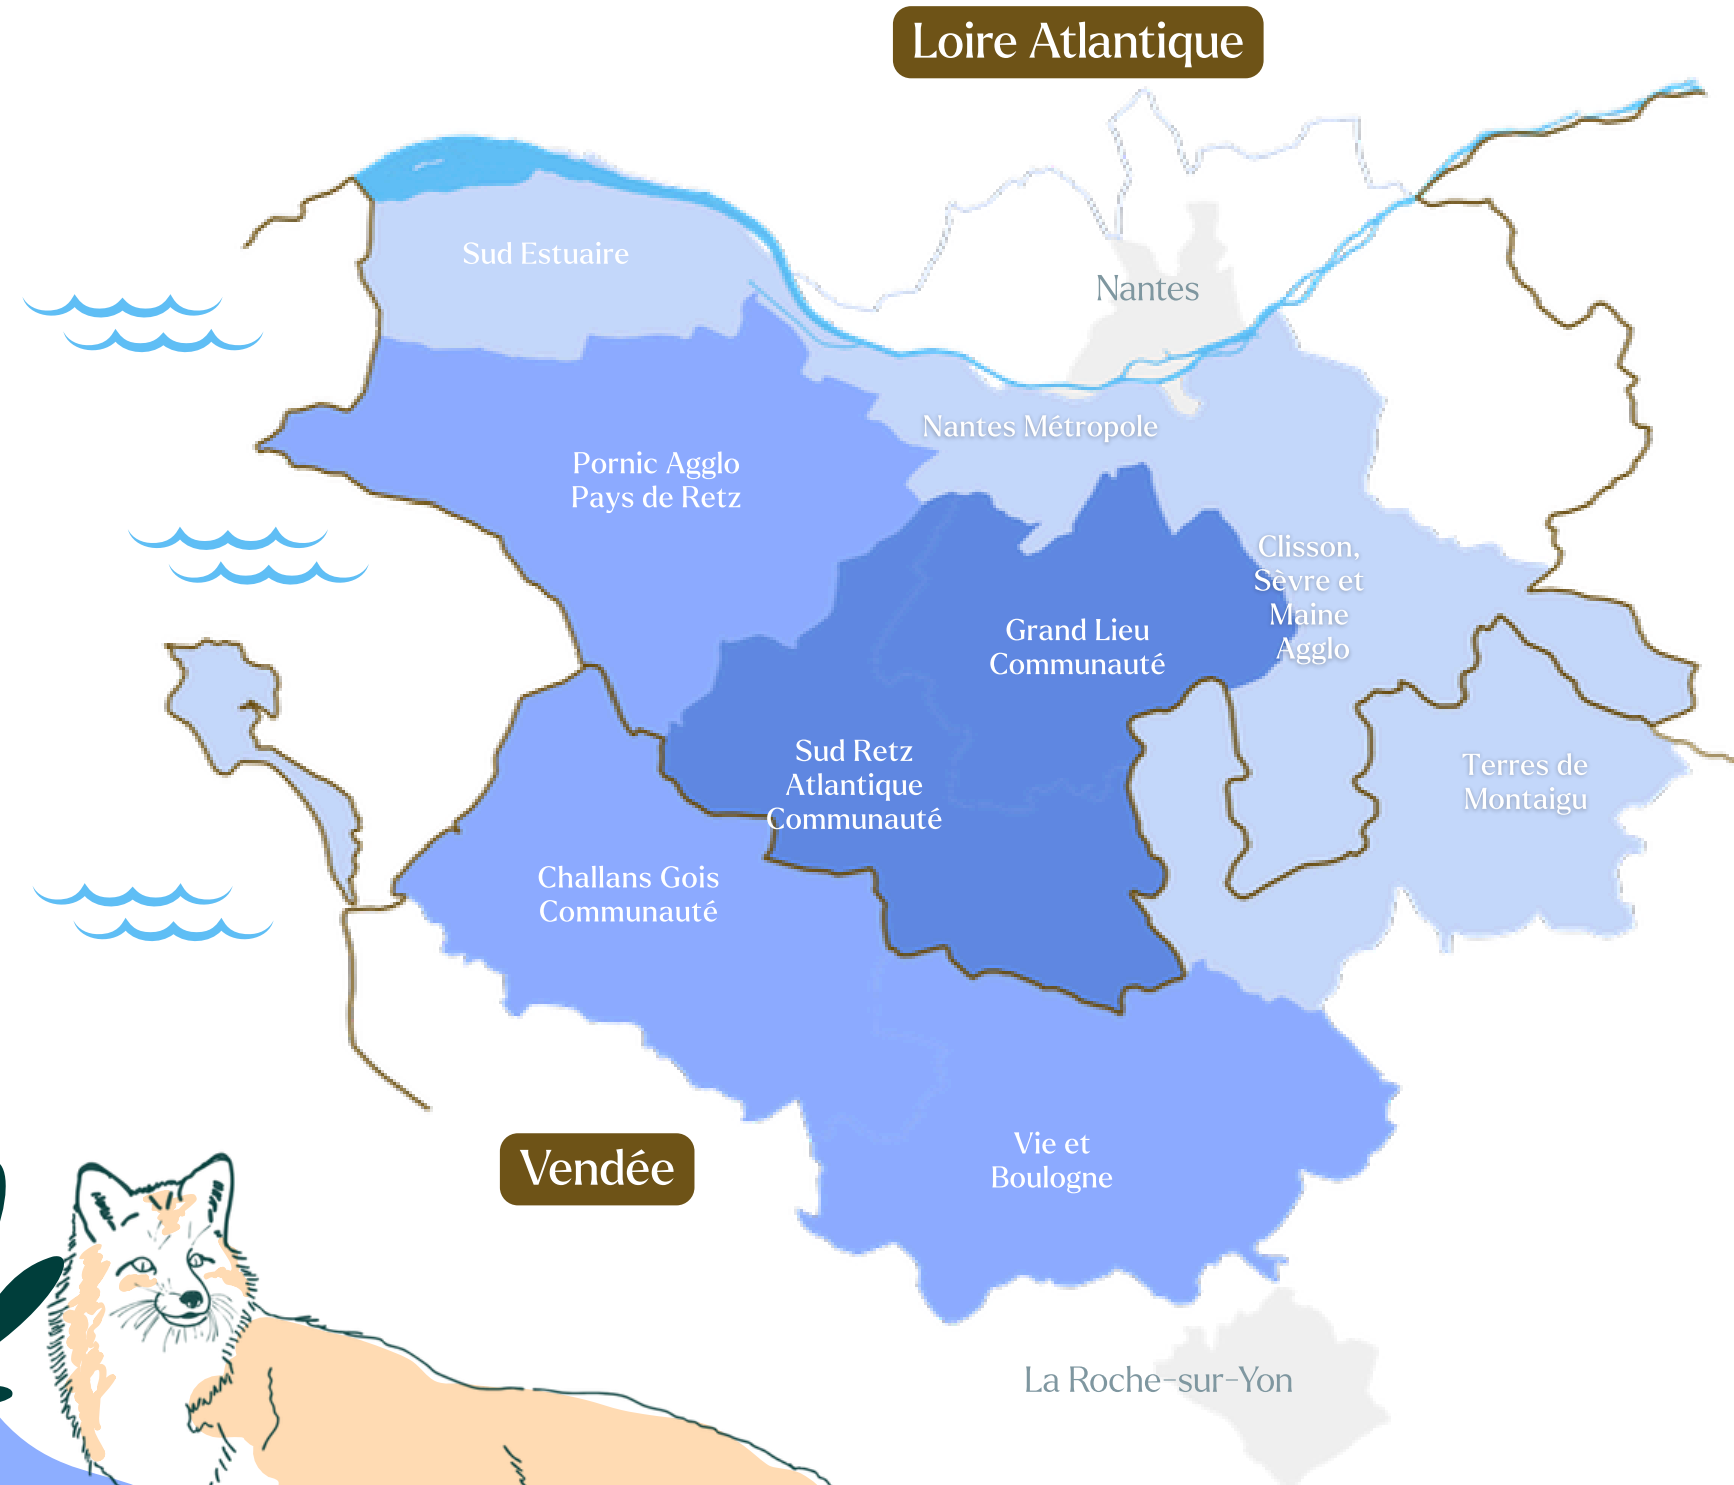 Loire Atlantique
Sud Estuaire
Nantes
Nantes Métropole
Pornic Agglo
Pays de Retz
Clisson,
Sèvre et
Maine
Agglo
Grand Lieu
Communauté
Sud Retz
Atlantique
Communauté
Terres de
Montaigu
Challans Gois
Communauté
Vie et
Boulogne
Vendée
La Roche-sur-Yon